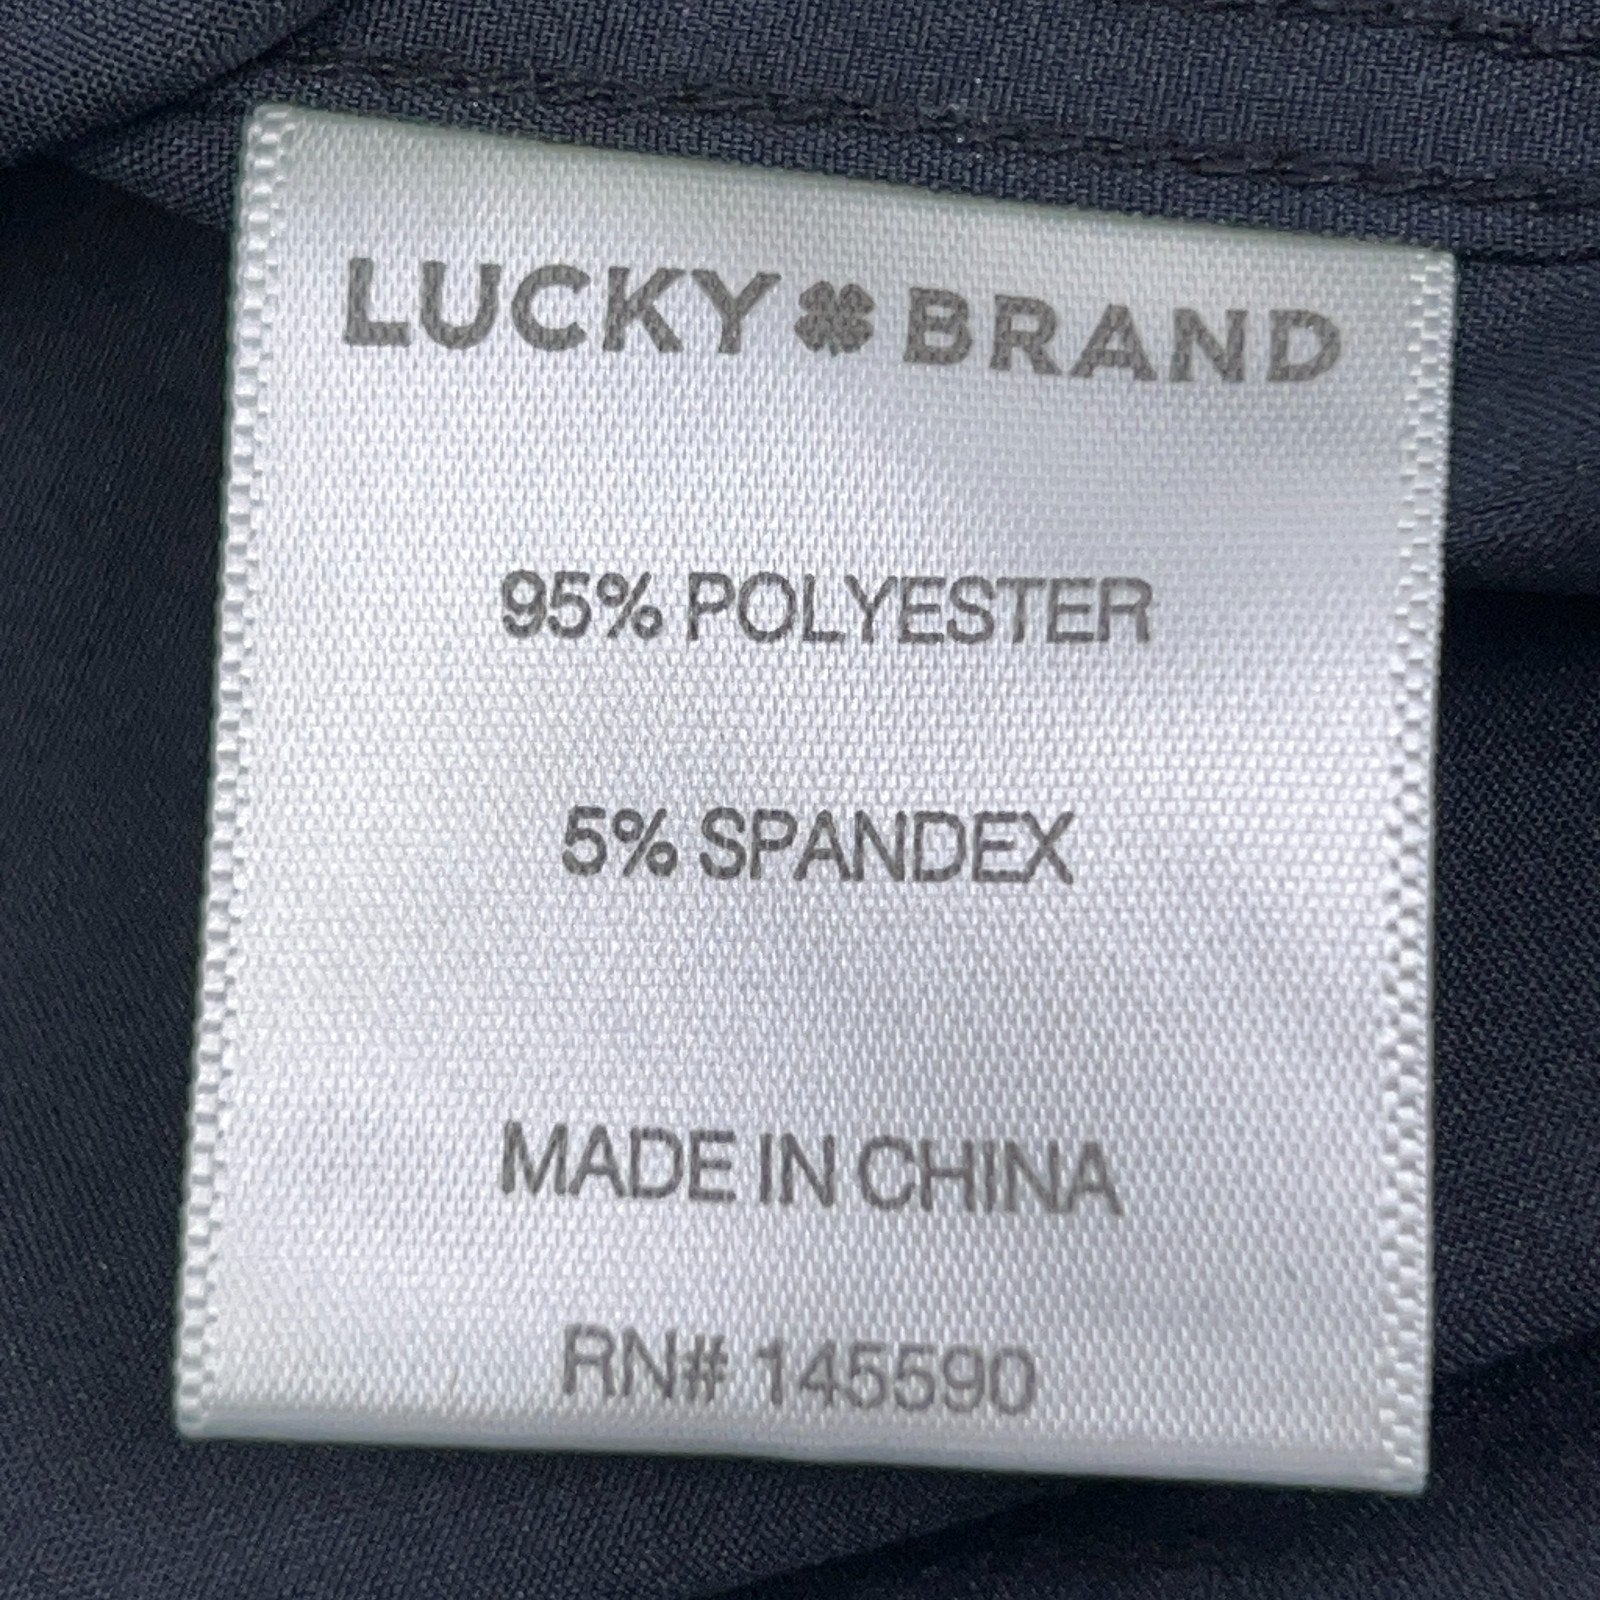 LUCKY BRAND
95% POLYESTER
5% SPANDEX
MADE IN CHINA
RN# 145590